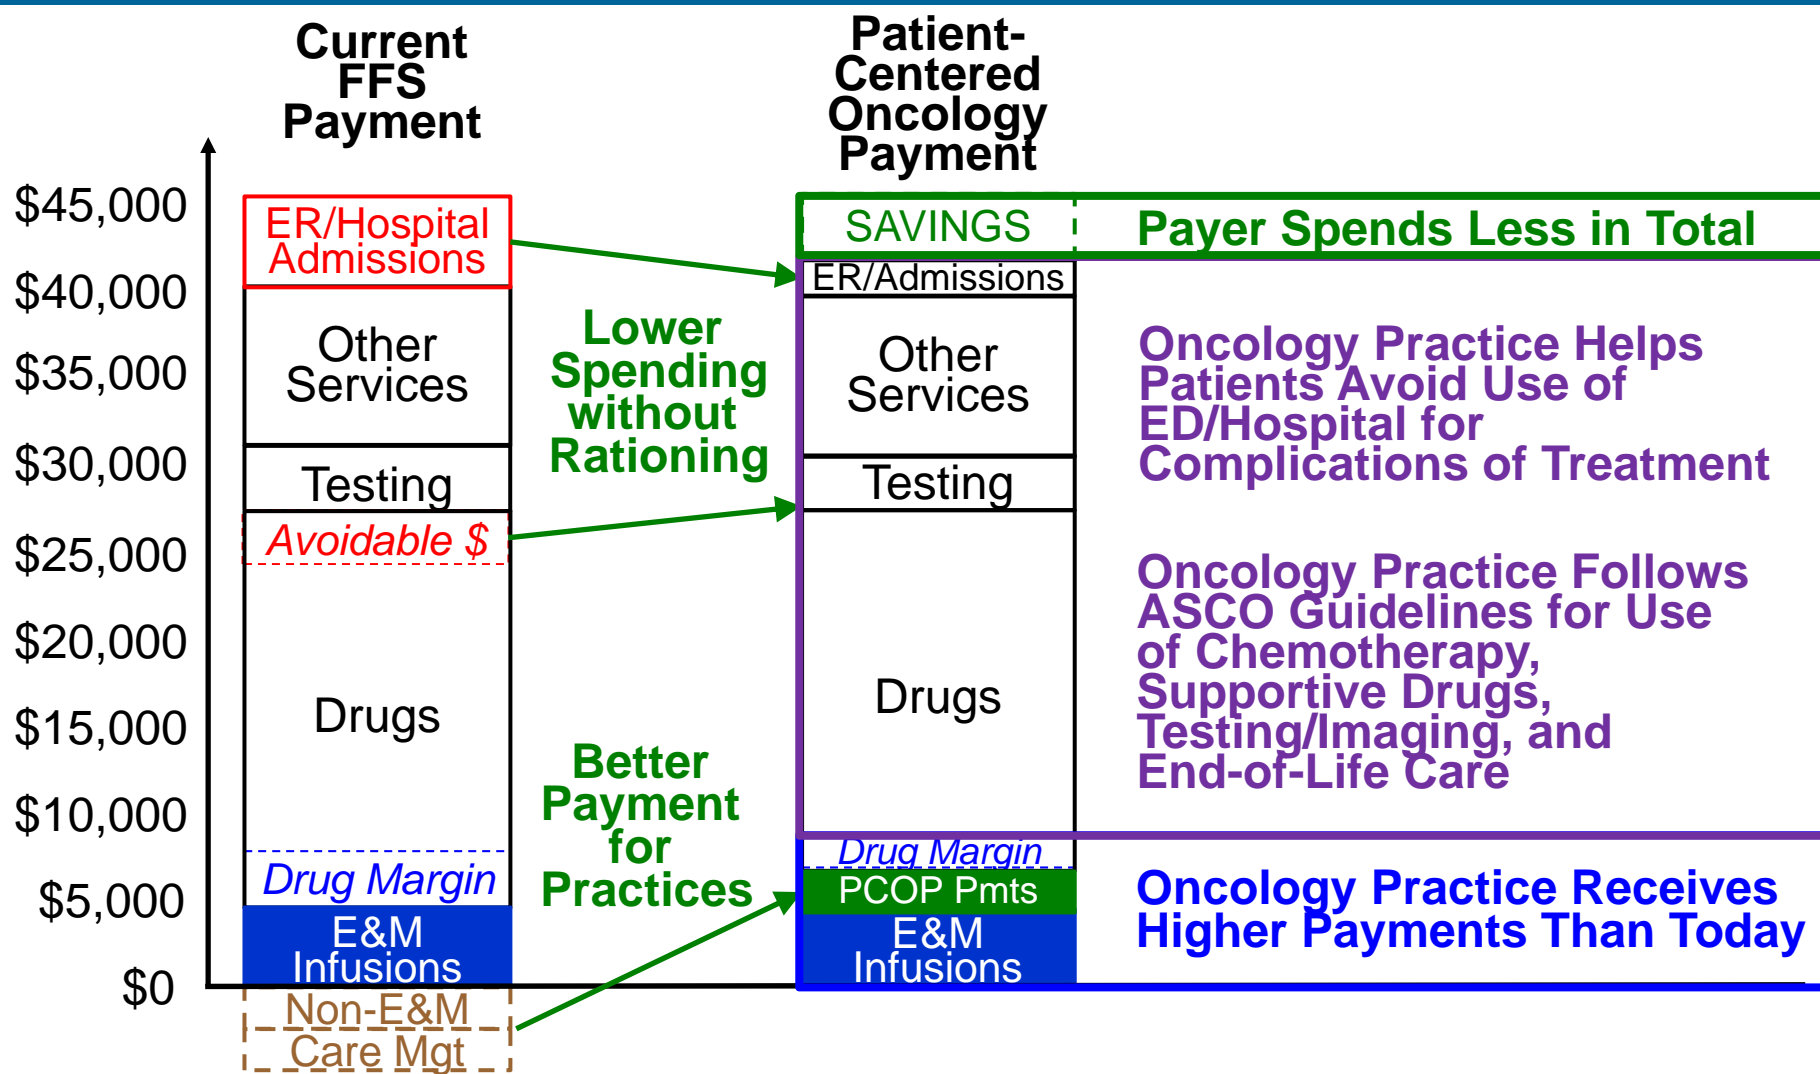 Current
FFS
Payment
Patient-
Centered
Oncology
Payment
$45,000
$40,000
$35,000
$30,000
$25,000
$20,000
$15,000
$10,000
$5,000
$0
ER/Hospital
Admissions
Other
Services
Testing
Avoidable $
Drugs
Drug Margin
E&M
Infusions
Non-E&M
Care Mgt
Lower
Spending
without
Rationing
Better
Payment
for
Practices
SAVINGS
ER/Admissions
Other
Services
Testing
Drugs
Drug Margin
PCOP Pmts
E&M
Infusions
Payer Spends Less in Total
Oncology Practice Helps
Patients Avoid Use of
ED/Hospital for
Complications of Treatment
Oncology Practice Follows
ASCO Guidelines for Use
of Chemotherapy,
Supportive Drugs,
Testing/Imaging, and
End-of-Life Care
Oncology Practice Receives
Higher Payments Than Today